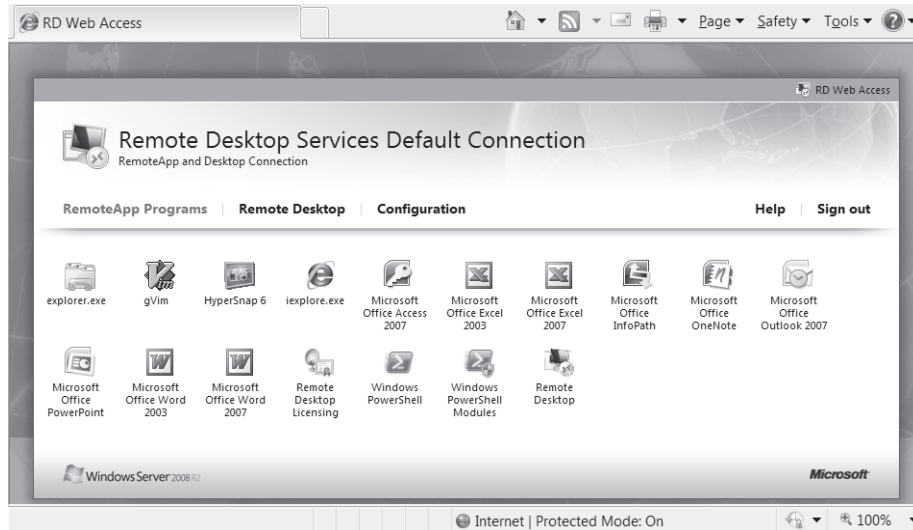 RD Web Access
Page
Safety
Tools
RD Web Access
Remote Desktop Services Default Connection
RemoteApp and Desktop Connection
RemoteApp Programs | Remote Desktop | Configuration
Help | Sign out
explorer.exe
gVim
HyperSnap 6
iexplore.exe
Microsoft
Office Access
2007
Microsoft
Office Excel
2003
Microsoft
Office Excel
2007
Microsoft
Office
InfoPath
Microsoft
Office
OneNote
Microsoft
Office
Outlook 2007
Microsoft
Office
PowerPoint
Microsoft
Office Word
2003
Microsoft
Office Word
2007
Remote
Desktop
Licensing
Windows
PowerShell
Windows
PowerShell
Modules
Remote
Desktop
Windows Server 2008 R2
Microsoft
Internet | Protected Mode: On
100%